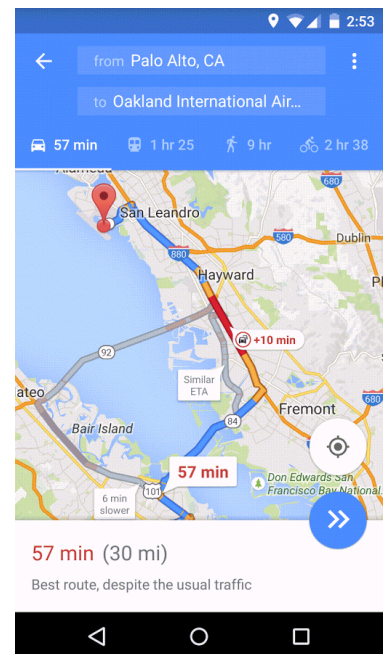 2:53
from Palo Alto, CA
to Oakland International Air...
57 min 1 hr 25 9 hr 2 hr 38
Alameda
680
San Leandro
580
Dublin
880
Hayward
+10 min
92
Similar
ETA
ateo
680
84
Fremont
Bair Island
57 min
Don Edwards San
Francisco Bay National
101
6 min
slower
57 min (30 mi)
Best route, despite the usual traffic